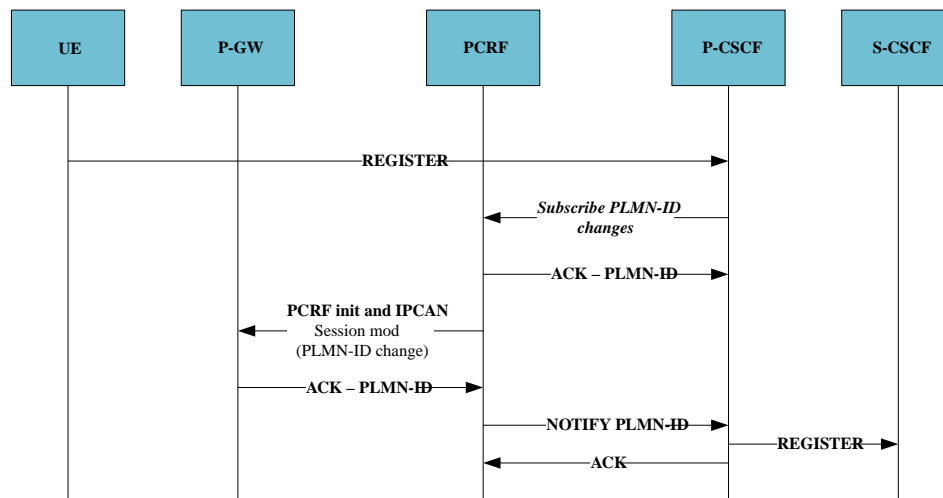 UE
P-GW
PCRF
P-CSCF
S-CSCF
REGISTER
Subscribe PLMN-ID
changes
ACK – PLMN-ID
PCRF init and IPCAN
Session mod
(PLMN-ID change)
ACK – PLMN-ID
NOTIFY PLMN-ID
REGISTER
ACK